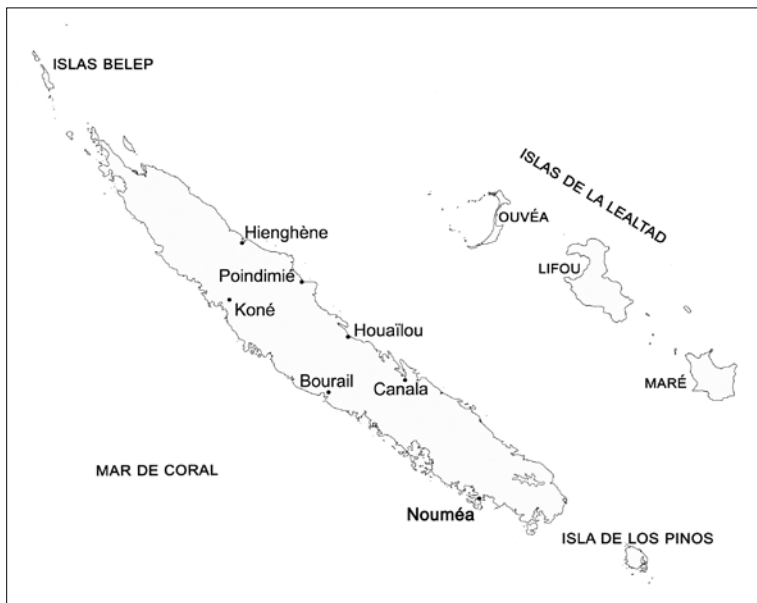 ISLAS BELEP
ISLAS DE LA LEALTAD
OUVÉA
Hienghène
LIFOU
Poindimié
Koné
Houaïlou
MARÉ
Bourail
Canala
MAR DE CORAL
Nouméa
ISLA DE LOS PINOS